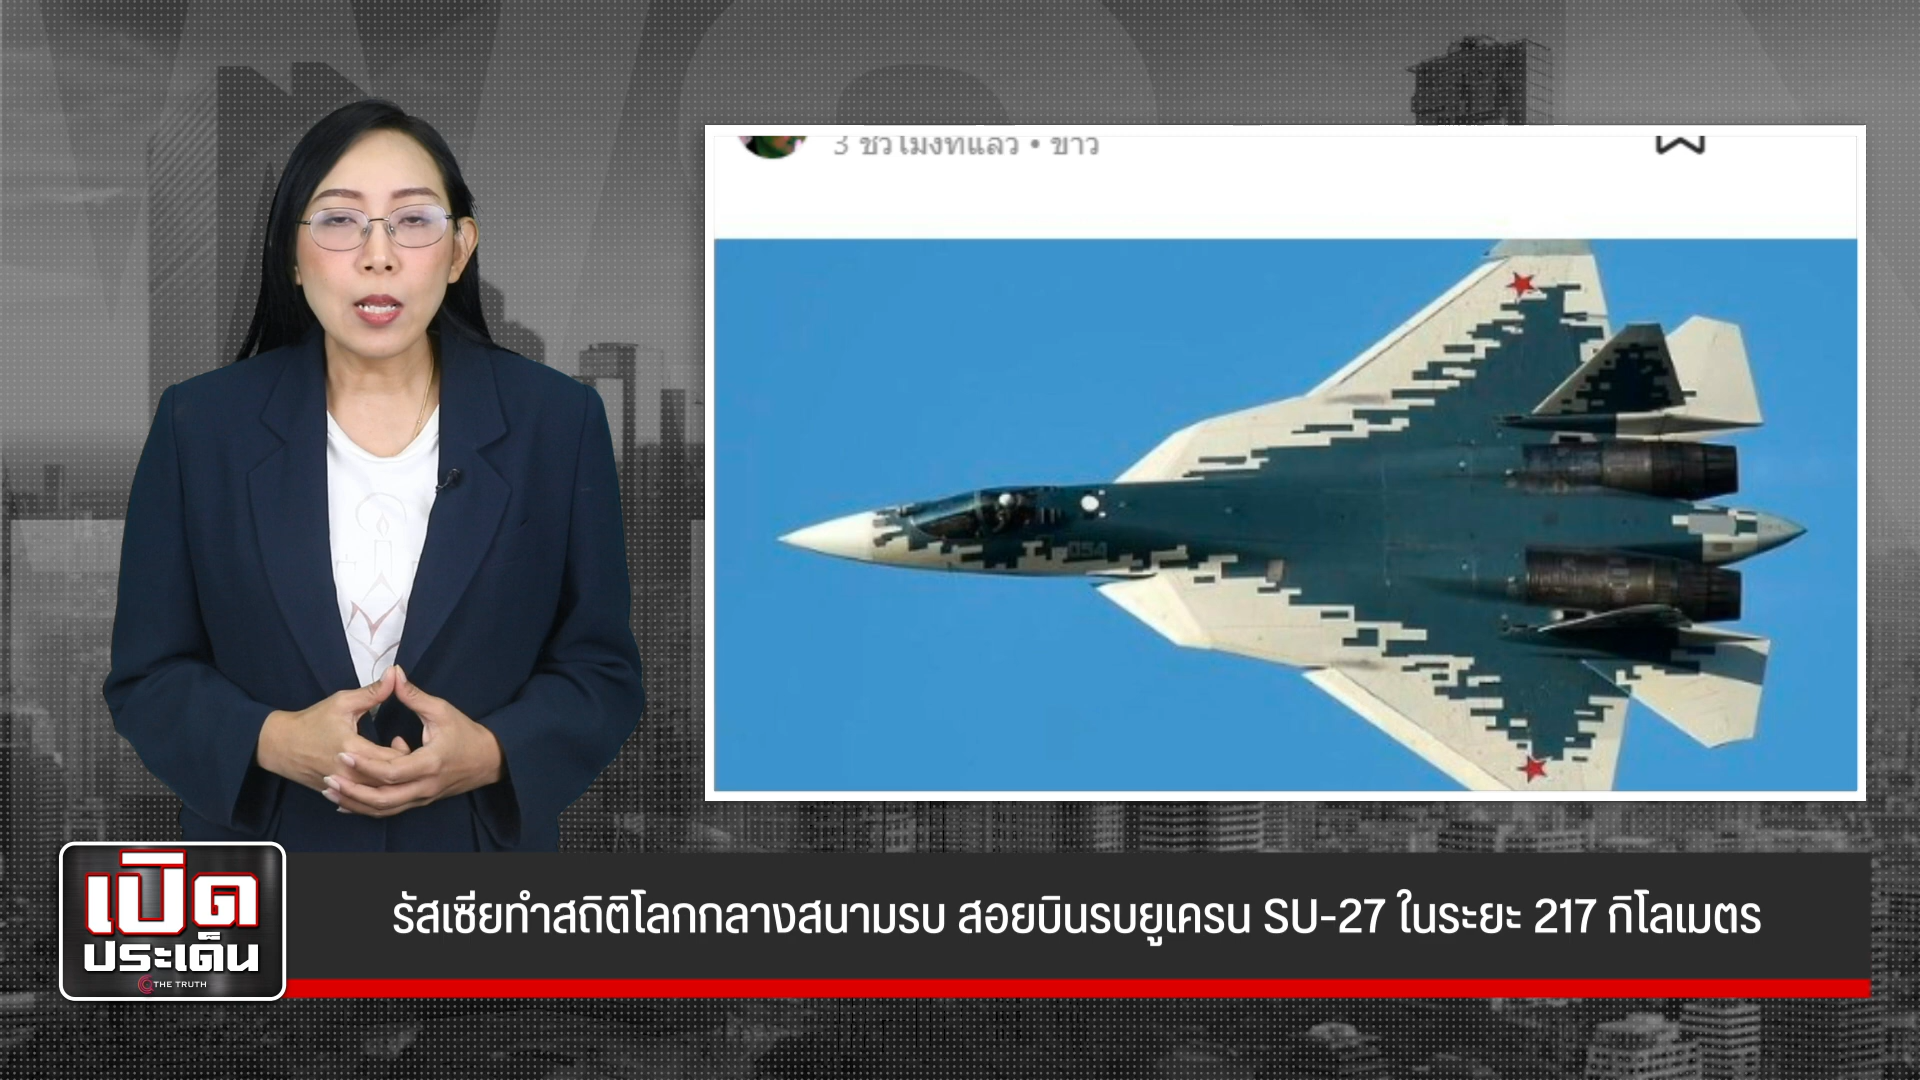 3 ชั่วโมงที่แล้ว • ข่าว
054
เปิด
ประเด็น
THE TRUTH
รัสเซียทำสถิติโลกกลางสนามรบ สอยบินรบยูเครน SU-27 ในระยะ 217 กิโลเมตร